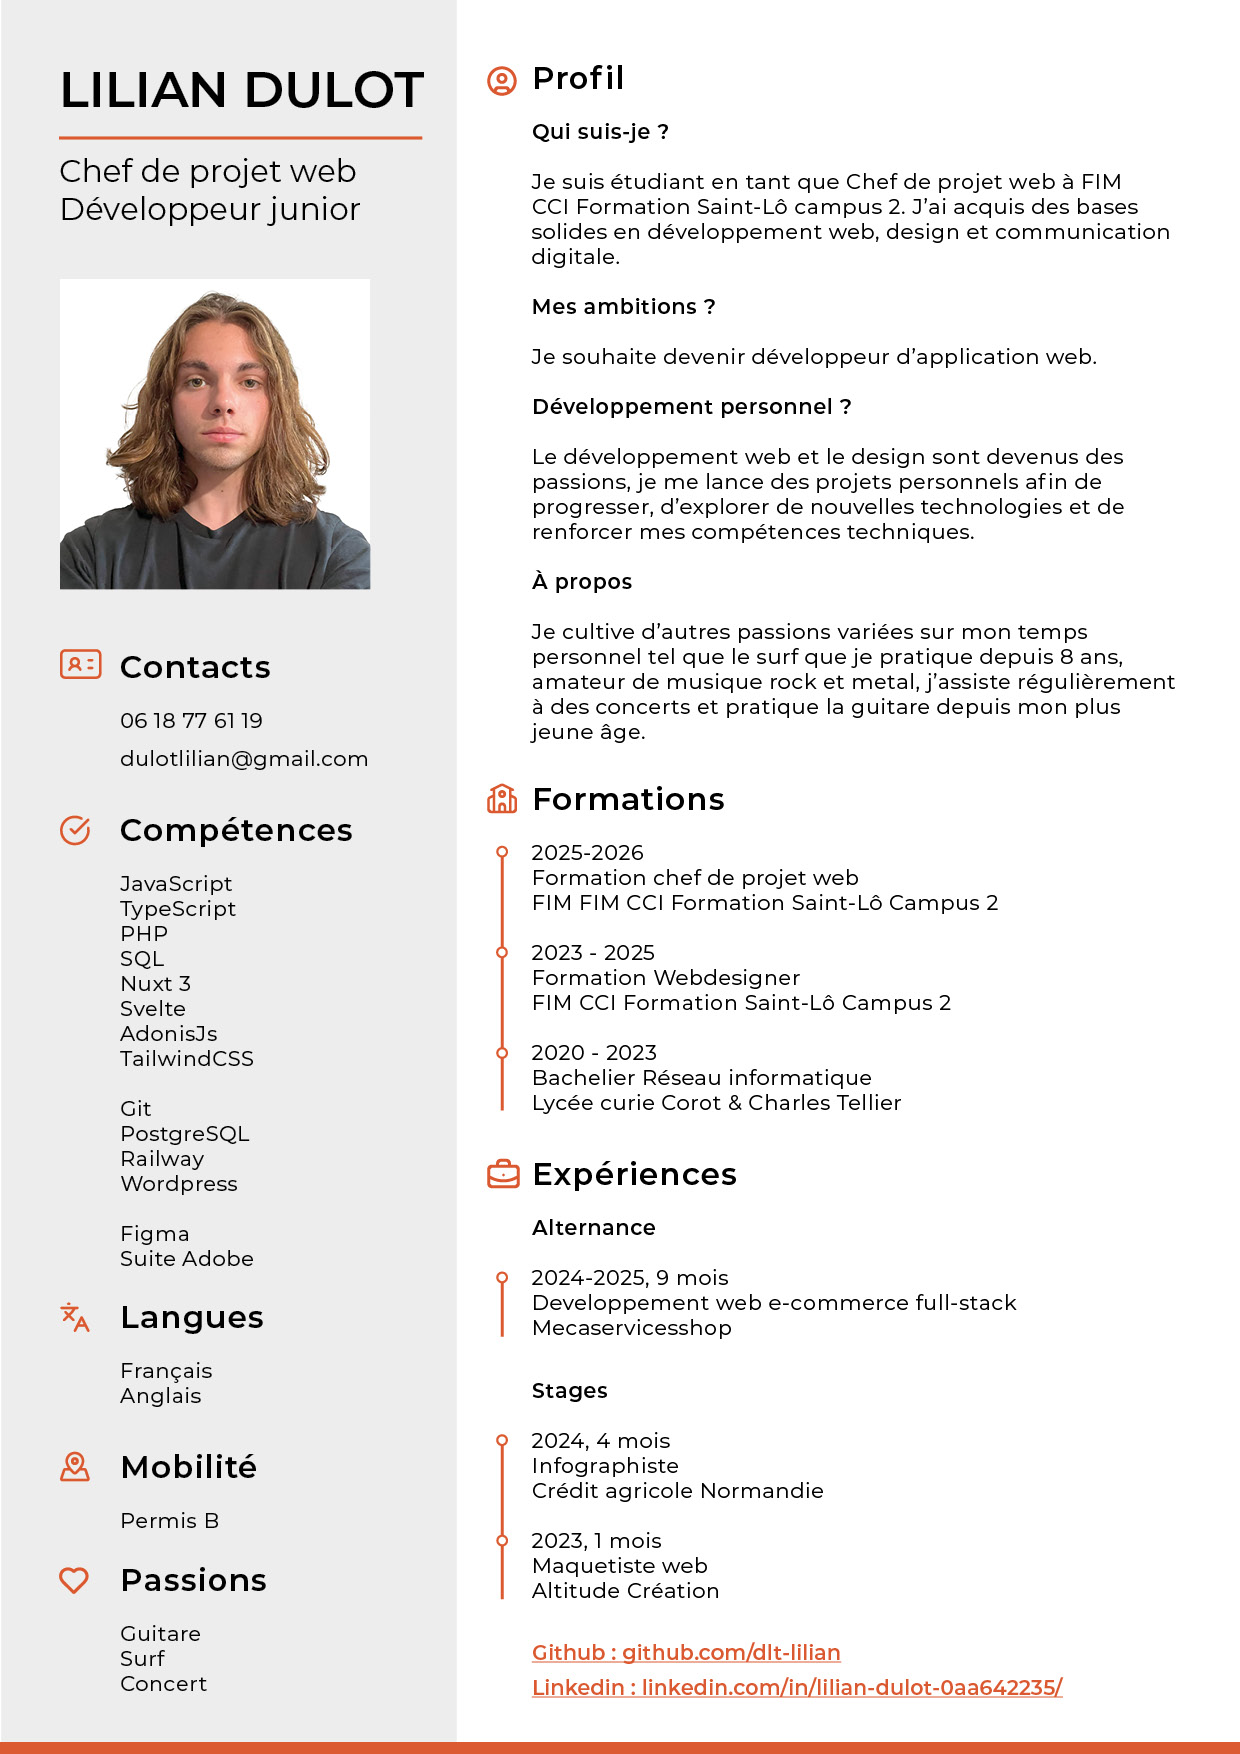 LILIAN DULOT
Chef de projet web
Développeur junior
Contacts
06 18 77 61 19
dulotlilian@gmail.com
Compétences
JavaScript
TypeScript
PHP
SQL
Nuxt 3
Svelte
AdonisJs
TailwindCSS
Git
PostgreSQL
Railway
Wordpress
Figma
Suite Adobe
Langues
Français
Anglais
Mobilité
Permis B
Passions
Guitare
Surf
Concert
Profil
Qui suis-je ?
Je suis étudiant en tant que Chef de projet web à FIM
CCI Formation Saint-Lô campus 2. J’ai acquis des bases
solides en développement web, design et communication
digitale.
Mes ambitions ?
Je souhaite devenir développeur d’application web.
Développement personnel ?
Le développement web et le design sont devenus des
passions, je me lance des projets personnels afin de
progresser, d’explorer de nouvelles technologies et de
renforcer mes compétences techniques.
À propos
Je cultive d’autres passions variées sur mon temps
personnel tel que le surf que je pratique depuis 8 ans,
amateur de musique rock et metal, j’assiste régulièrement
à des concerts et pratique la guitare depuis mon plus
jeune âge.
Formations
2025-2026
Formation chef de projet web
FIM FIM CCI Formation Saint-Lô Campus 2
2023 - 2025
Formation Webdesigner
FIM CCI Formation Saint-Lô Campus 2
2020 - 2023
Bachelier Réseau informatique
Lycée curie Corot & Charles Tellier
Expériences
Alternance
2024-2025, 9 mois
Developpement web e-commerce full-stack
Mecaservicesshop
Stages
2024, 4 mois
Infographiste
Crédit agricole Normandie
2023, 1 mois
Maquetiste web
Altitude Création
Github : github.com/dlt-lilian
Linkedin : linkedin.com/in/lilian-dulot-0aa642235/